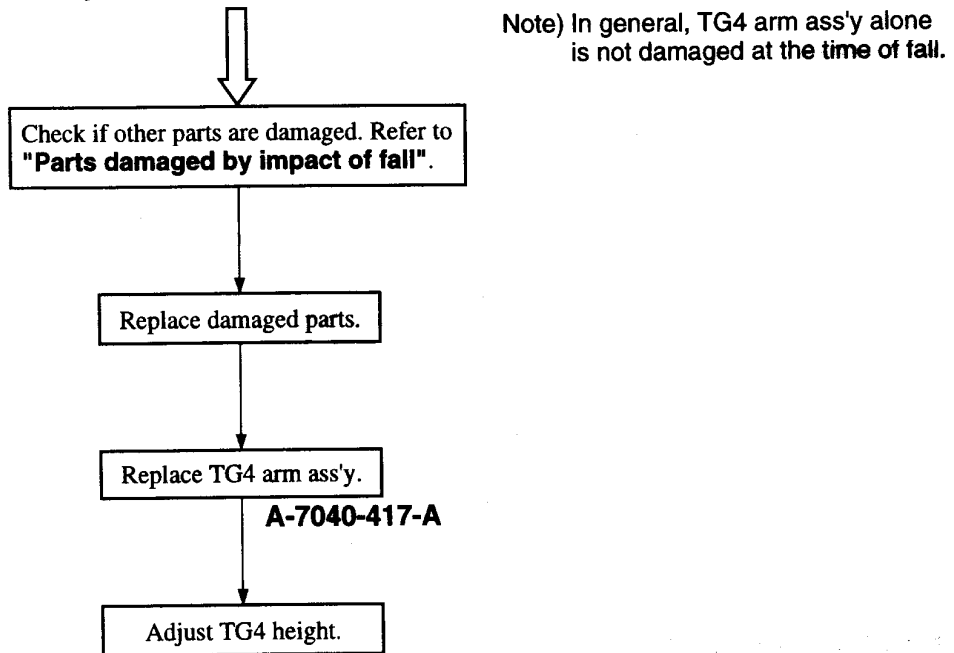 Note) In general, TG4 arm ass'y alone
is not damaged at the time of fall.
Check if other parts are damaged. Refer to
"Parts damaged by impact of fall".
Replace damaged parts.
Replace TG4 arm ass'y.
A-7040-417-A
Adjust TG4 height.